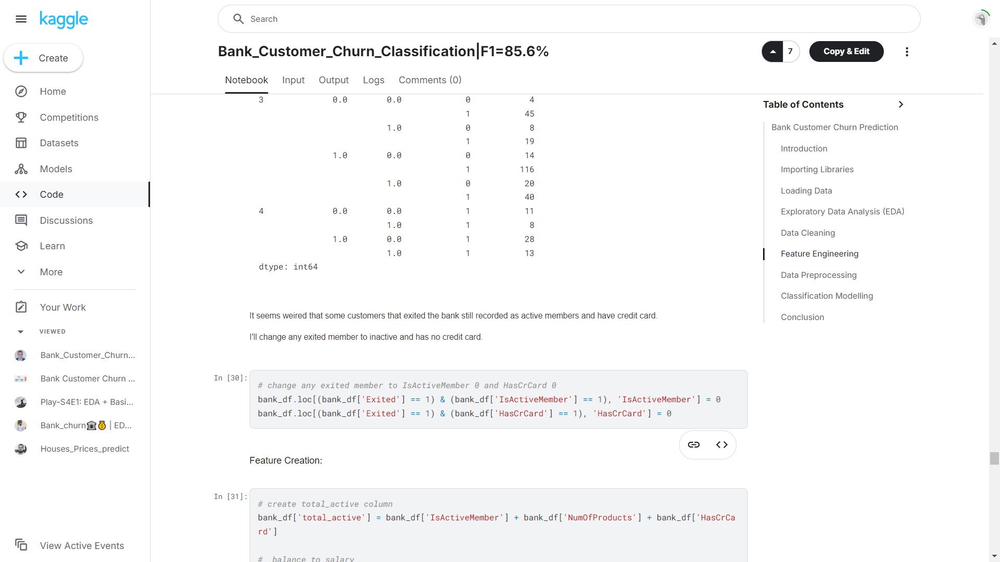 kaggle
Search
Create
Home
Competitions
Datasets
Models
Code
Discussions
Learn
More
Your Work
VIEWED
Bank_Customer_Churn...
Bank Customer Churn ...
Play-S4E1: EDA + Basi...
Bank_churn🏛️💰 | ED...
Houses_Prices_predict
View Active Events
Bank_Customer_Churn_Classification|F1=85.6%
7
Copy & Edit
Notebook Input Output Logs Comments (0)
3 0.0 0.0 0 4
1 45
1.0 0 8
1 19
1.0 0.0 0 14
1 116
1.0 0 20
1 40
4 0.0 0.0 1 11
1.0 1 8
1.0 0.0 1 28
1.0 1 13
dtype: int64
It seems weired that some customers that exited the bank still recorded as active members and have credit card.
I'll change any exited member to inactive and has no credit card.
In [30]:
# change any exited member to IsActiveMember 0 and HasCrCard 0
bank_df.loc[(bank_df['Exited'] == 1) & (bank_df['IsActiveMember'] == 1), 'IsActiveMember'] = 0
bank_df.loc[(bank_df['Exited'] == 1) & (bank_df['HasCrCard'] == 1), 'HasCrCard'] = 0
Feature Creation:
In [31]:
# create total_active column
bank_df['total_active'] = bank_df['IsActiveMember'] + bank_df['NumOfProducts'] + bank_df['HasCrCa
rd']
# balance to salary
Table of Contents
Bank Customer Churn Prediction
Introduction
Importing Libraries
Loading Data
Exploratory Data Analysis (EDA)
Data Cleaning
Feature Engineering
Data Preprocessing
Classification Modelling
Conclusion